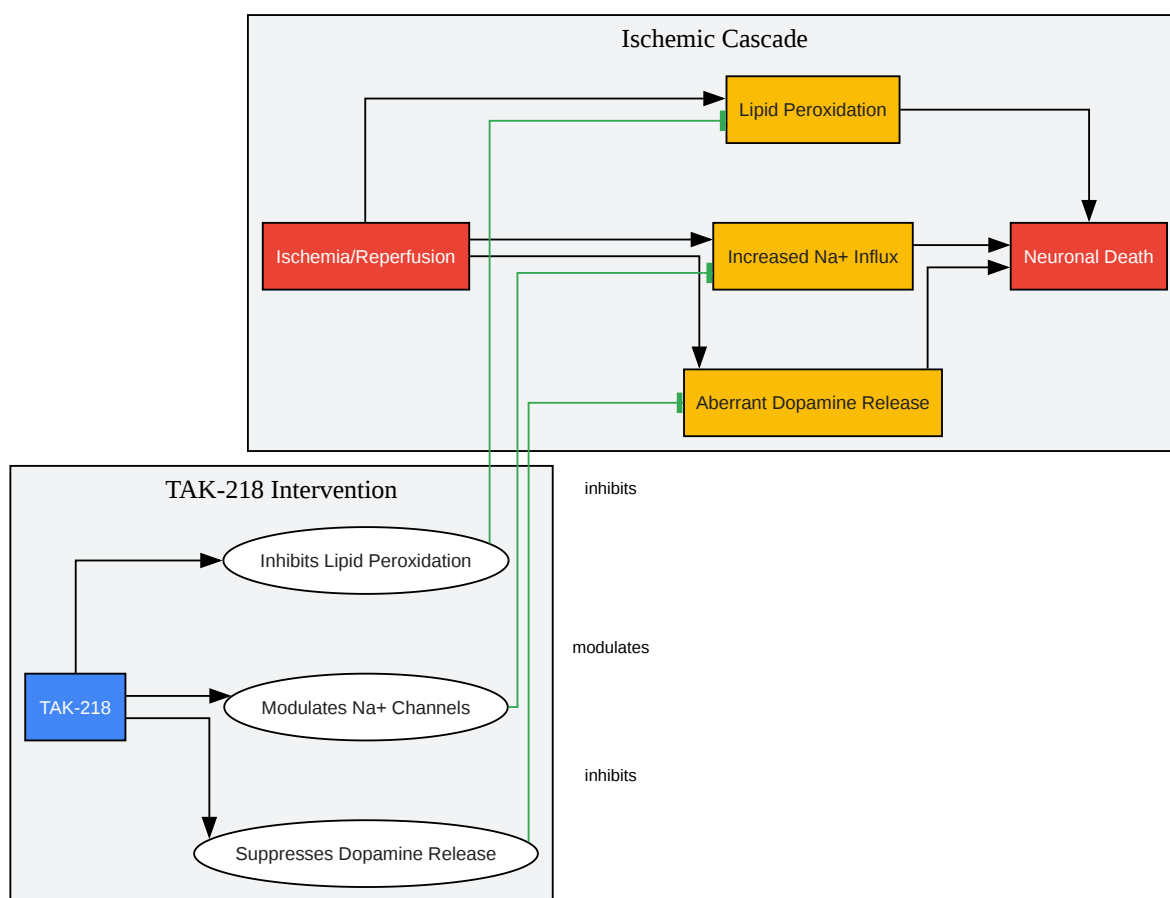 Ischemic Cascade
Lipid Peroxidation
Ischemia/Reperfusion
Increased Na+ Influx
Neuronal Death
Aberrant Dopamine Release
TAK-218 Intervention
inhibits
Inhibits Lipid Peroxidation
modulates
TAK-218
Modulates Na+ Channels
inhibits
Suppresses Dopamine Release